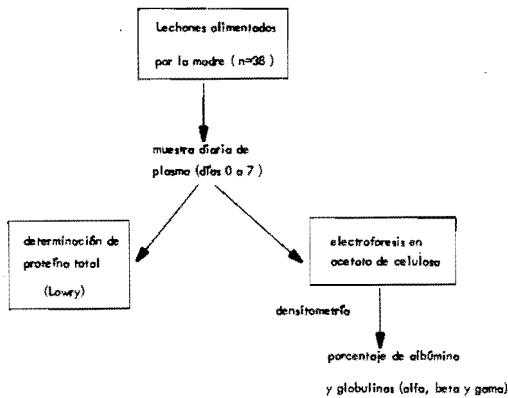 Lechones alimentados
por la madre (n=38)
muestra diaria de
plasma (días 0 a 7)
determinación de
proteína total
(Lowry)
electroforesis en
acetato de celulosa
densitometría
porcentaje de albúmina
y globulinas (alfa, beta y gama)